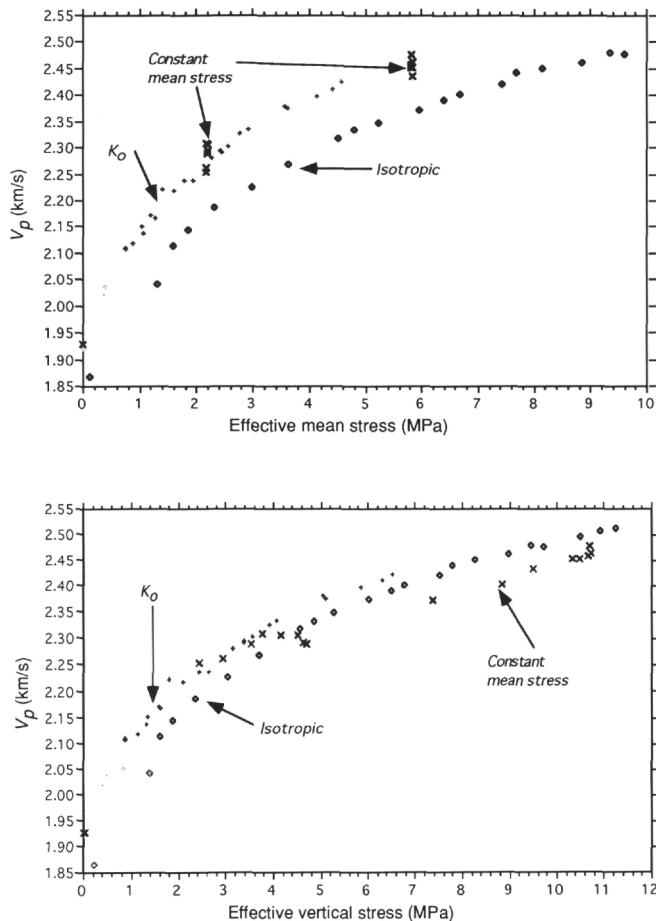 2.55
2.50
2.45
2.40
2.35
2.30
2.25
2.20
2.15
2.10
2.05
2.00
1.95
1.90
1.85
Vp (km/s)
Constant
mean stress
KO
Isotropic
0 1 2 3 4 5 6 7 8 9 10
Effective mean stress (MPa)
2.55
2.50
2.45
2.40
2.35
2.30
2.25
2.20
2.15
2.10
2.05
2.00
1.95
1.90
1.85
Vp (km/s)
KO
Isotropic
Constant
mean stress
0 1 2 3 4 5 6 7 8 9 10 11 12
Effective vertical stress (MPa)